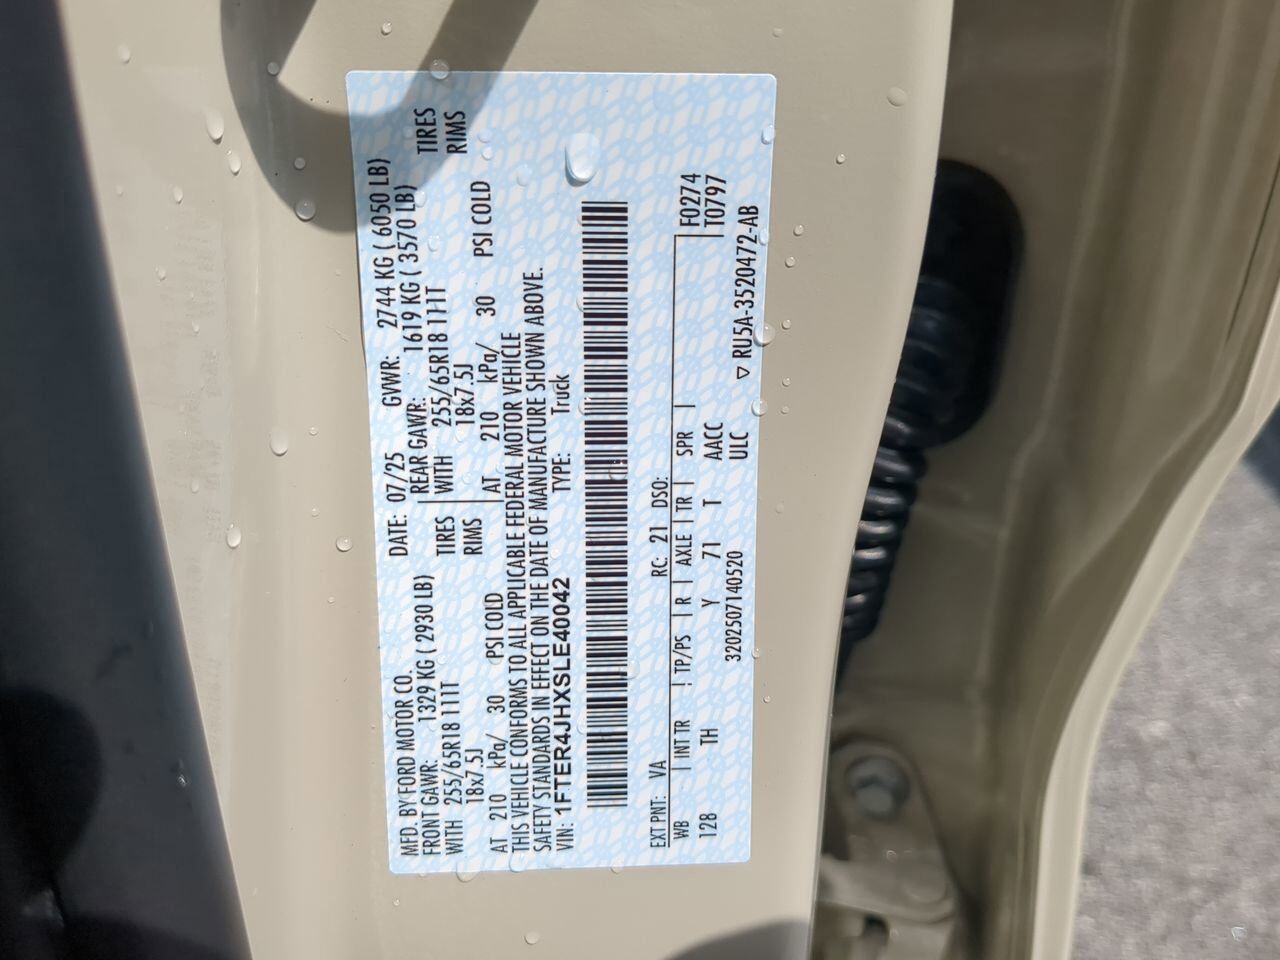 MFD. BY FORD MOTOR CO.
DATE: 07/25 GVWR: 2744 KG ( 6050 LB)
FRONT GAWR: 1329 KG ( 2930 LB)
REAR GAWR: 1619 KG ( 3570 LB)
WITH 255/65R18 111T TIRES
WITH 255/65R18 111T TIRES
18x7.5J RIMS
18x7.5J RIMS
AT 210 kPa/ 30 PSI COLD
AT 210 kPa/ 30 PSI COLD
THIS VEHICLE CONFORMS TO ALL APPLICABLE FEDERAL MOTOR VEHICLE
SAFETY STANDARDS IN EFFECT ON THE DATE OF MANUFACTURE SHOWN ABOVE.
VIN: 1FTER4JHXSLE40042 TYPE: Truck
EXT PNT: VA RC: 21 DSO:
WB | INT TR | TP/PS | R | AXLE | TR | SPR | F0274
128 TH Y 71 T AACC T0797
3202507140520 ULC
▽ RU5A-3520472-AB